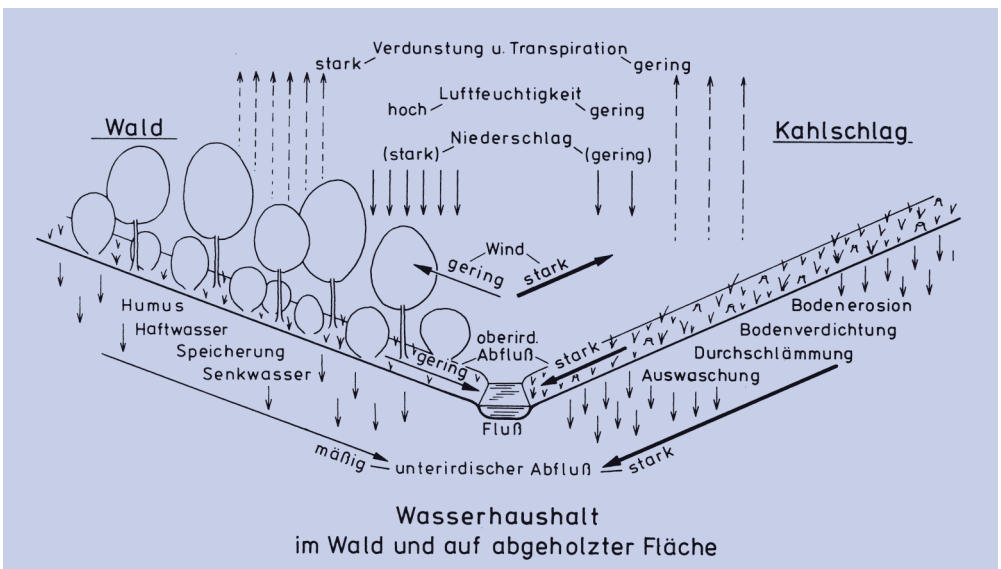 Verdunstung u. Transpiration
stark
gering
Luftfeuchtigkeit
hoch
gering
Wald
Kahlschlag
Niederschlag
(stark)
(gering)
Wind
gering
stark
Humus
Haftwasser
Speicherung
Senkwasser
oberird.
Abfluß
gering
stark
Bodenerosion
Bodenverdichtung
Durchschlämmung
Auswaschung
Fluß
mäßig
unterirdischer Abfluß
stark
Wasserhaushalt
im Wald und auf abgeholzter Fläche